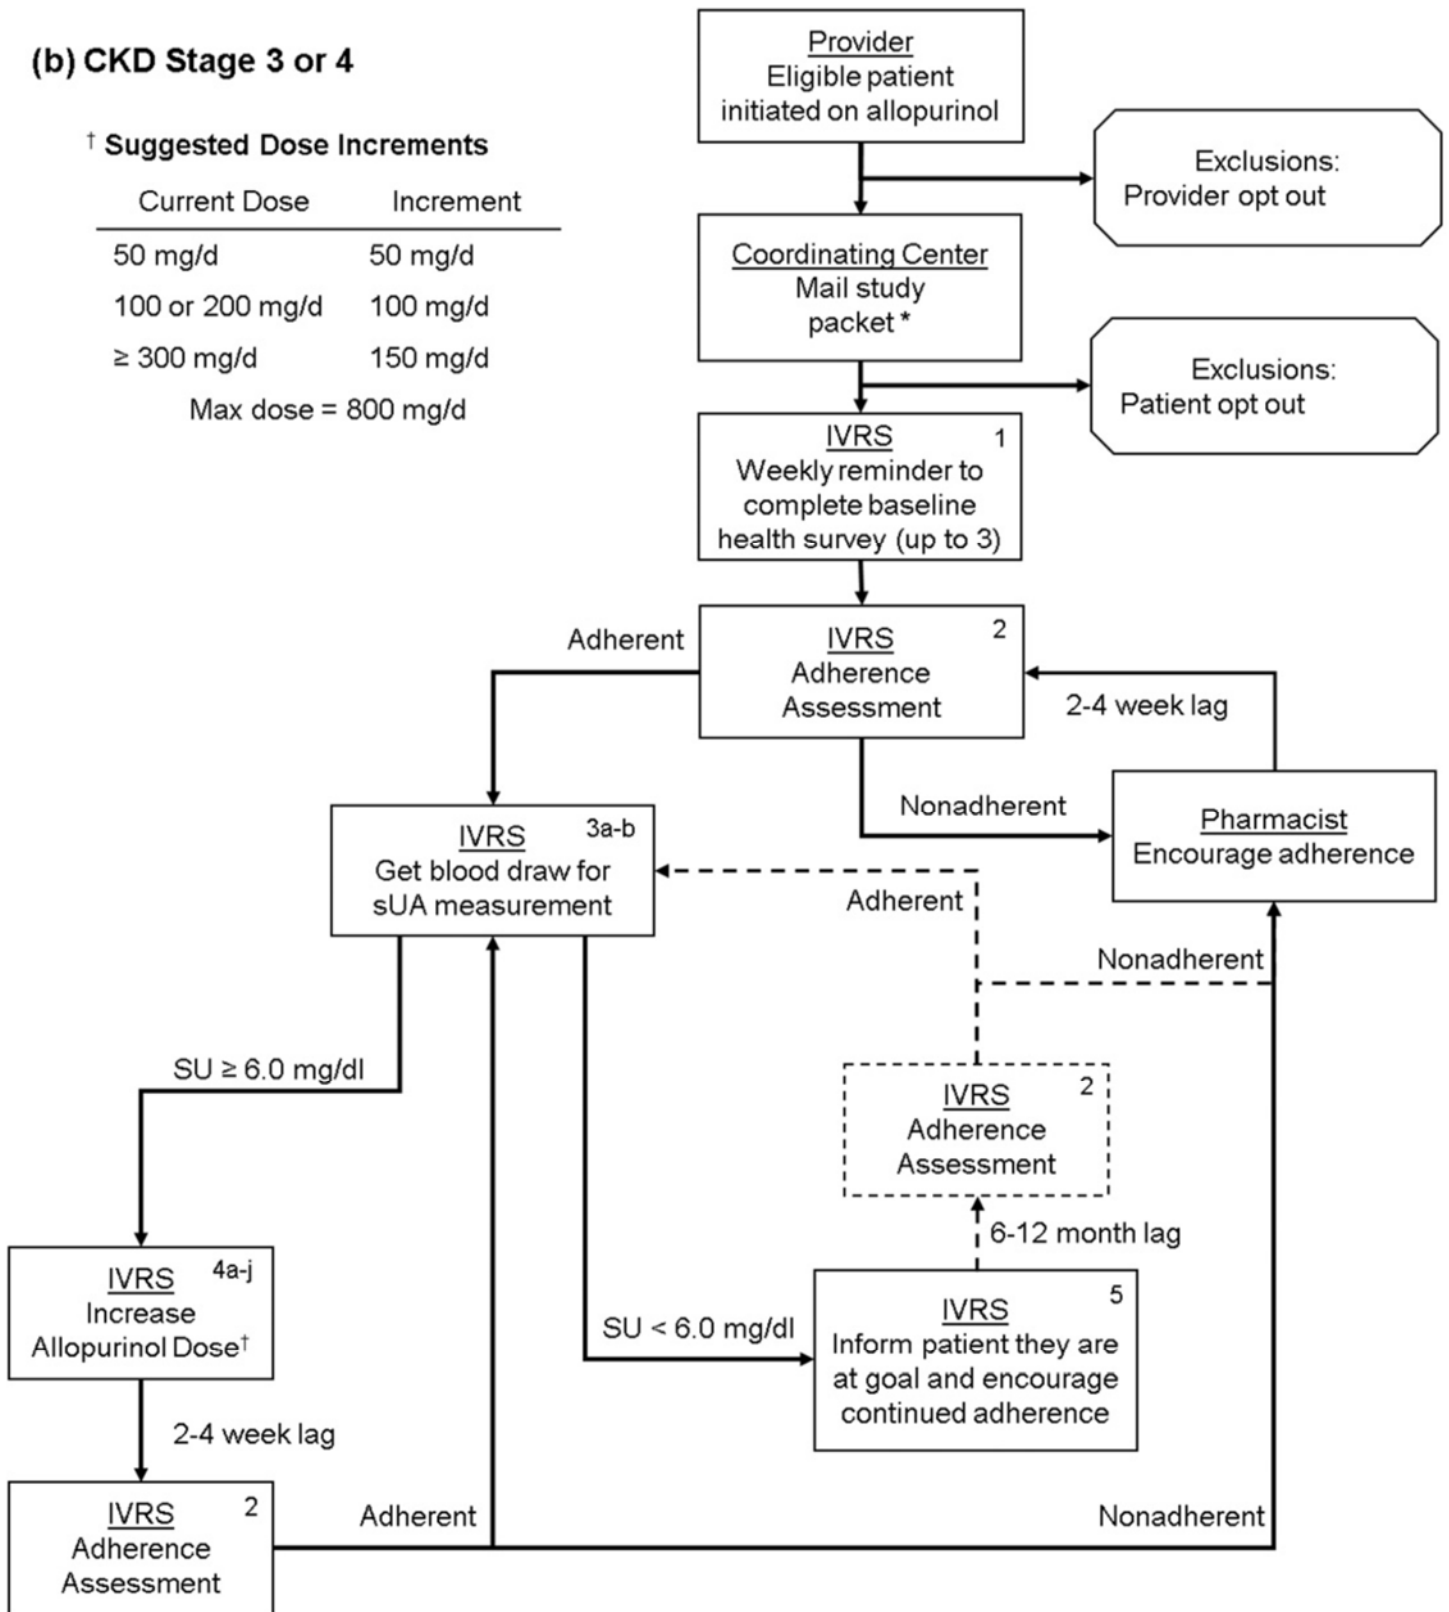 (b) CKD Stage 3 or 4
† Suggested Dose Increments
Current Dose Increment
50 mg/d 50 mg/d
100 or 200 mg/d 100 mg/d
≥ 300 mg/d 150 mg/d
Max dose = 800 mg/d
Provider
Eligible patient
initiated on allopurinol
Exclusions:
Provider opt out
Coordinating Center
Mail study
packet *
Exclusions:
Patient opt out
IVRS 1
Weekly reminder to
complete baseline
health survey (up to 3)
IVRS 2
Adherence
Assessment
Adherent
2-4 week lag
Nonadherent
Pharmacist
Encourage adherence
IVRS 3a-b
Get blood draw for
sUA measurement
Adherent
Nonadherent
SU ≥ 6.0 mg/dl
IVRS 2
Adherence
Assessment
6-12 month lag
IVRS 4a-j
Increase
Allopurinol Dose†
SU < 6.0 mg/dl
IVRS 5
Inform patient they are
at goal and encourage
continued adherence
2-4 week lag
IVRS 2
Adherence
Assessment
Adherent
Nonadherent